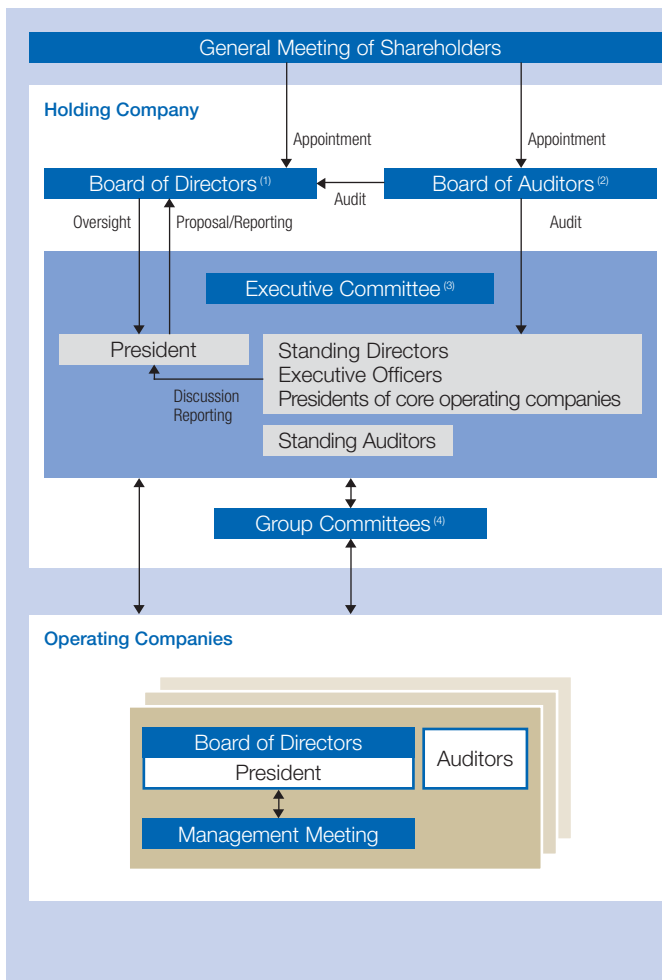 General Meeting of Shareholders
Holding Company
Appointment
Appointment
Board of Directors (1)
Board of Auditors (2)
Audit
Oversight
Proposal/Reporting
Audit
Executive Committee (3)
President
Standing Directors
Executive Officers
Presidents of core operating companies
Discussion
Reporting
Standing Auditors
Group Committees (4)
Operating Companies
Board of Directors
President
Auditors
Management Meeting